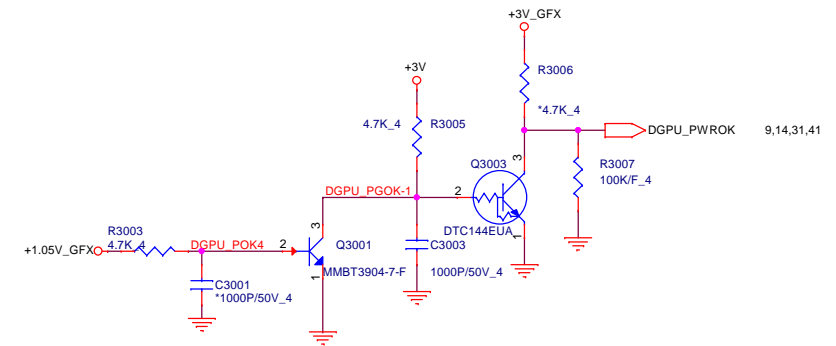 +3V_GFX
+3V
R3006
*4.7K_4
4.7K_4
R3005
DGPU_PWROK 9,14,31,41
Q3003
3
R3007
100K/F_4
DGPU_PGOK-1
2
R3003
4.7K_4
DGPU_POK4
3
2
Q3001
C3003
DTC144EUA
1
+1.05V_GFX
MMBT3904-7-F
1000P/50V_4
1
C3001
*1000P/50V_4